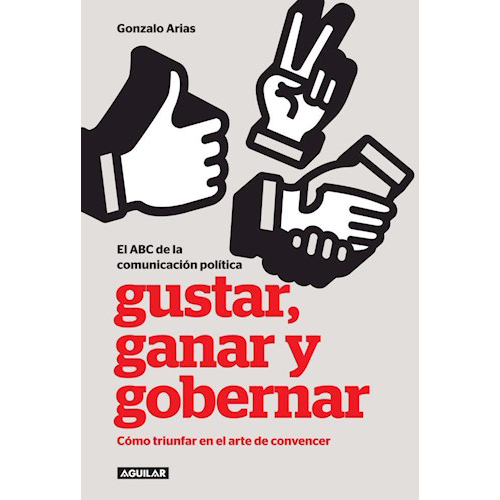 Gonzalo Arias
El ABC de la
comunicación política
gustar,
ganar y
gobernar
Cómo triunfar en el arte de convencer
AGUILAR